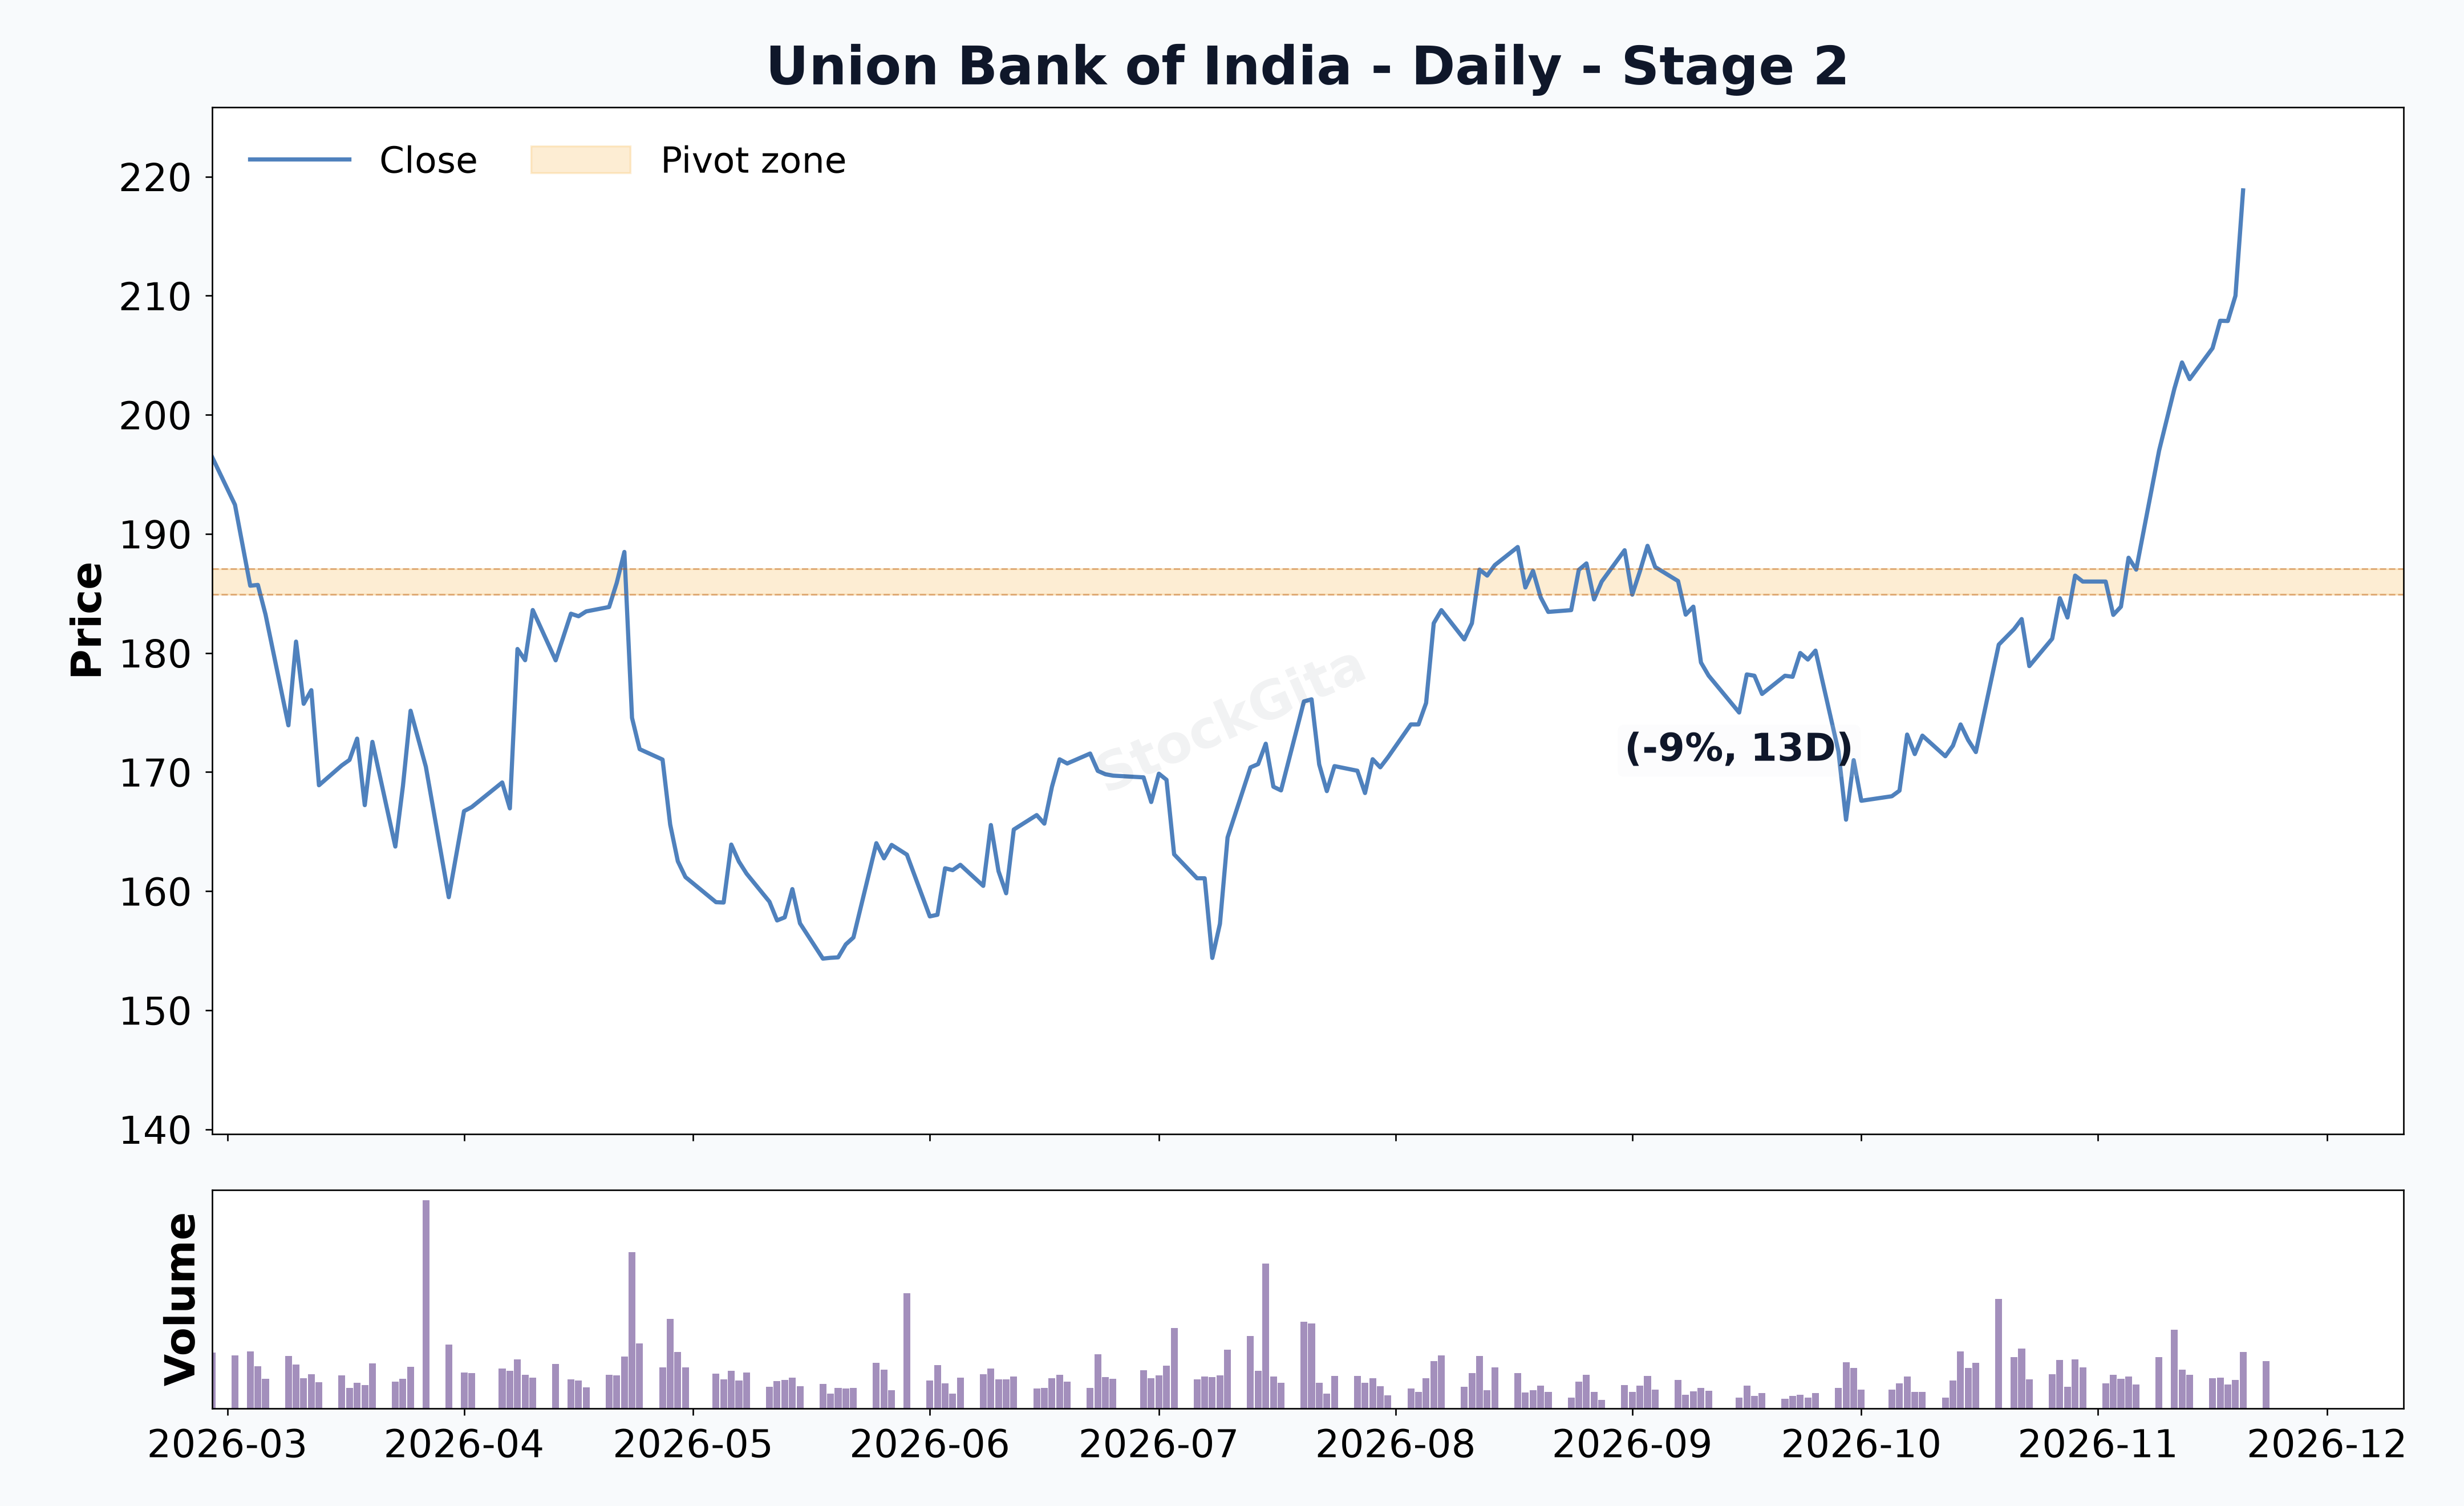 Union Bank of India - Daily - Stage 2
Close Pivot zone
220
210
200
190
180
170
160
150
140
Price
StockGita
(-9%, 13D)
Volume
2026-03 2026-04 2026-05 2026-06 2026-07 2026-08 2026-09 2026-10 2026-11 2026-12